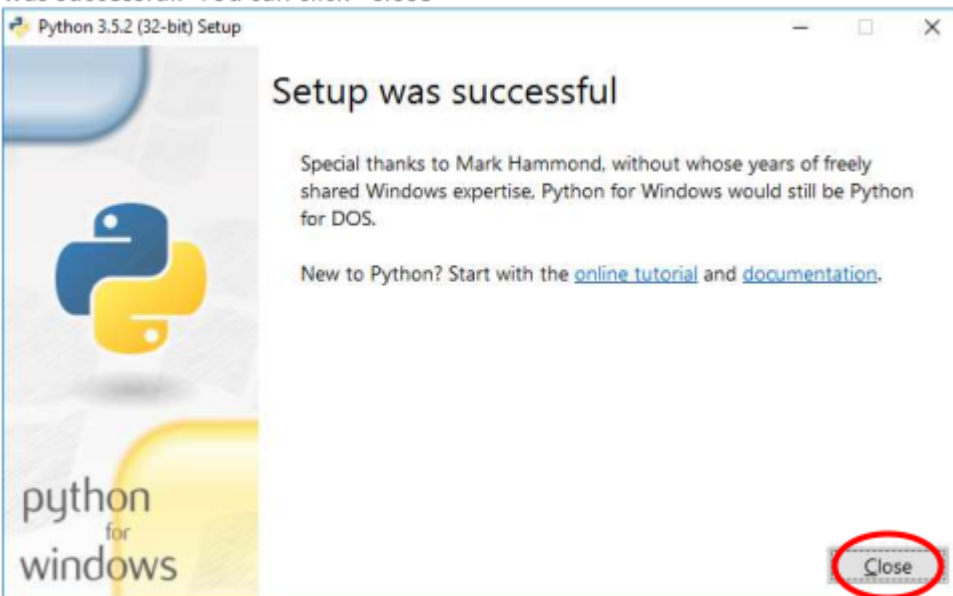 Python 3.5.2 (32-bit) Setup
Setup was successful
Special thanks to Mark Hammond, without whose years of freely
shared Windows expertise, Python for Windows would still be Python
for DOS.
New to Python? Start with the online tutorial and documentation.
python
for
windows
Close